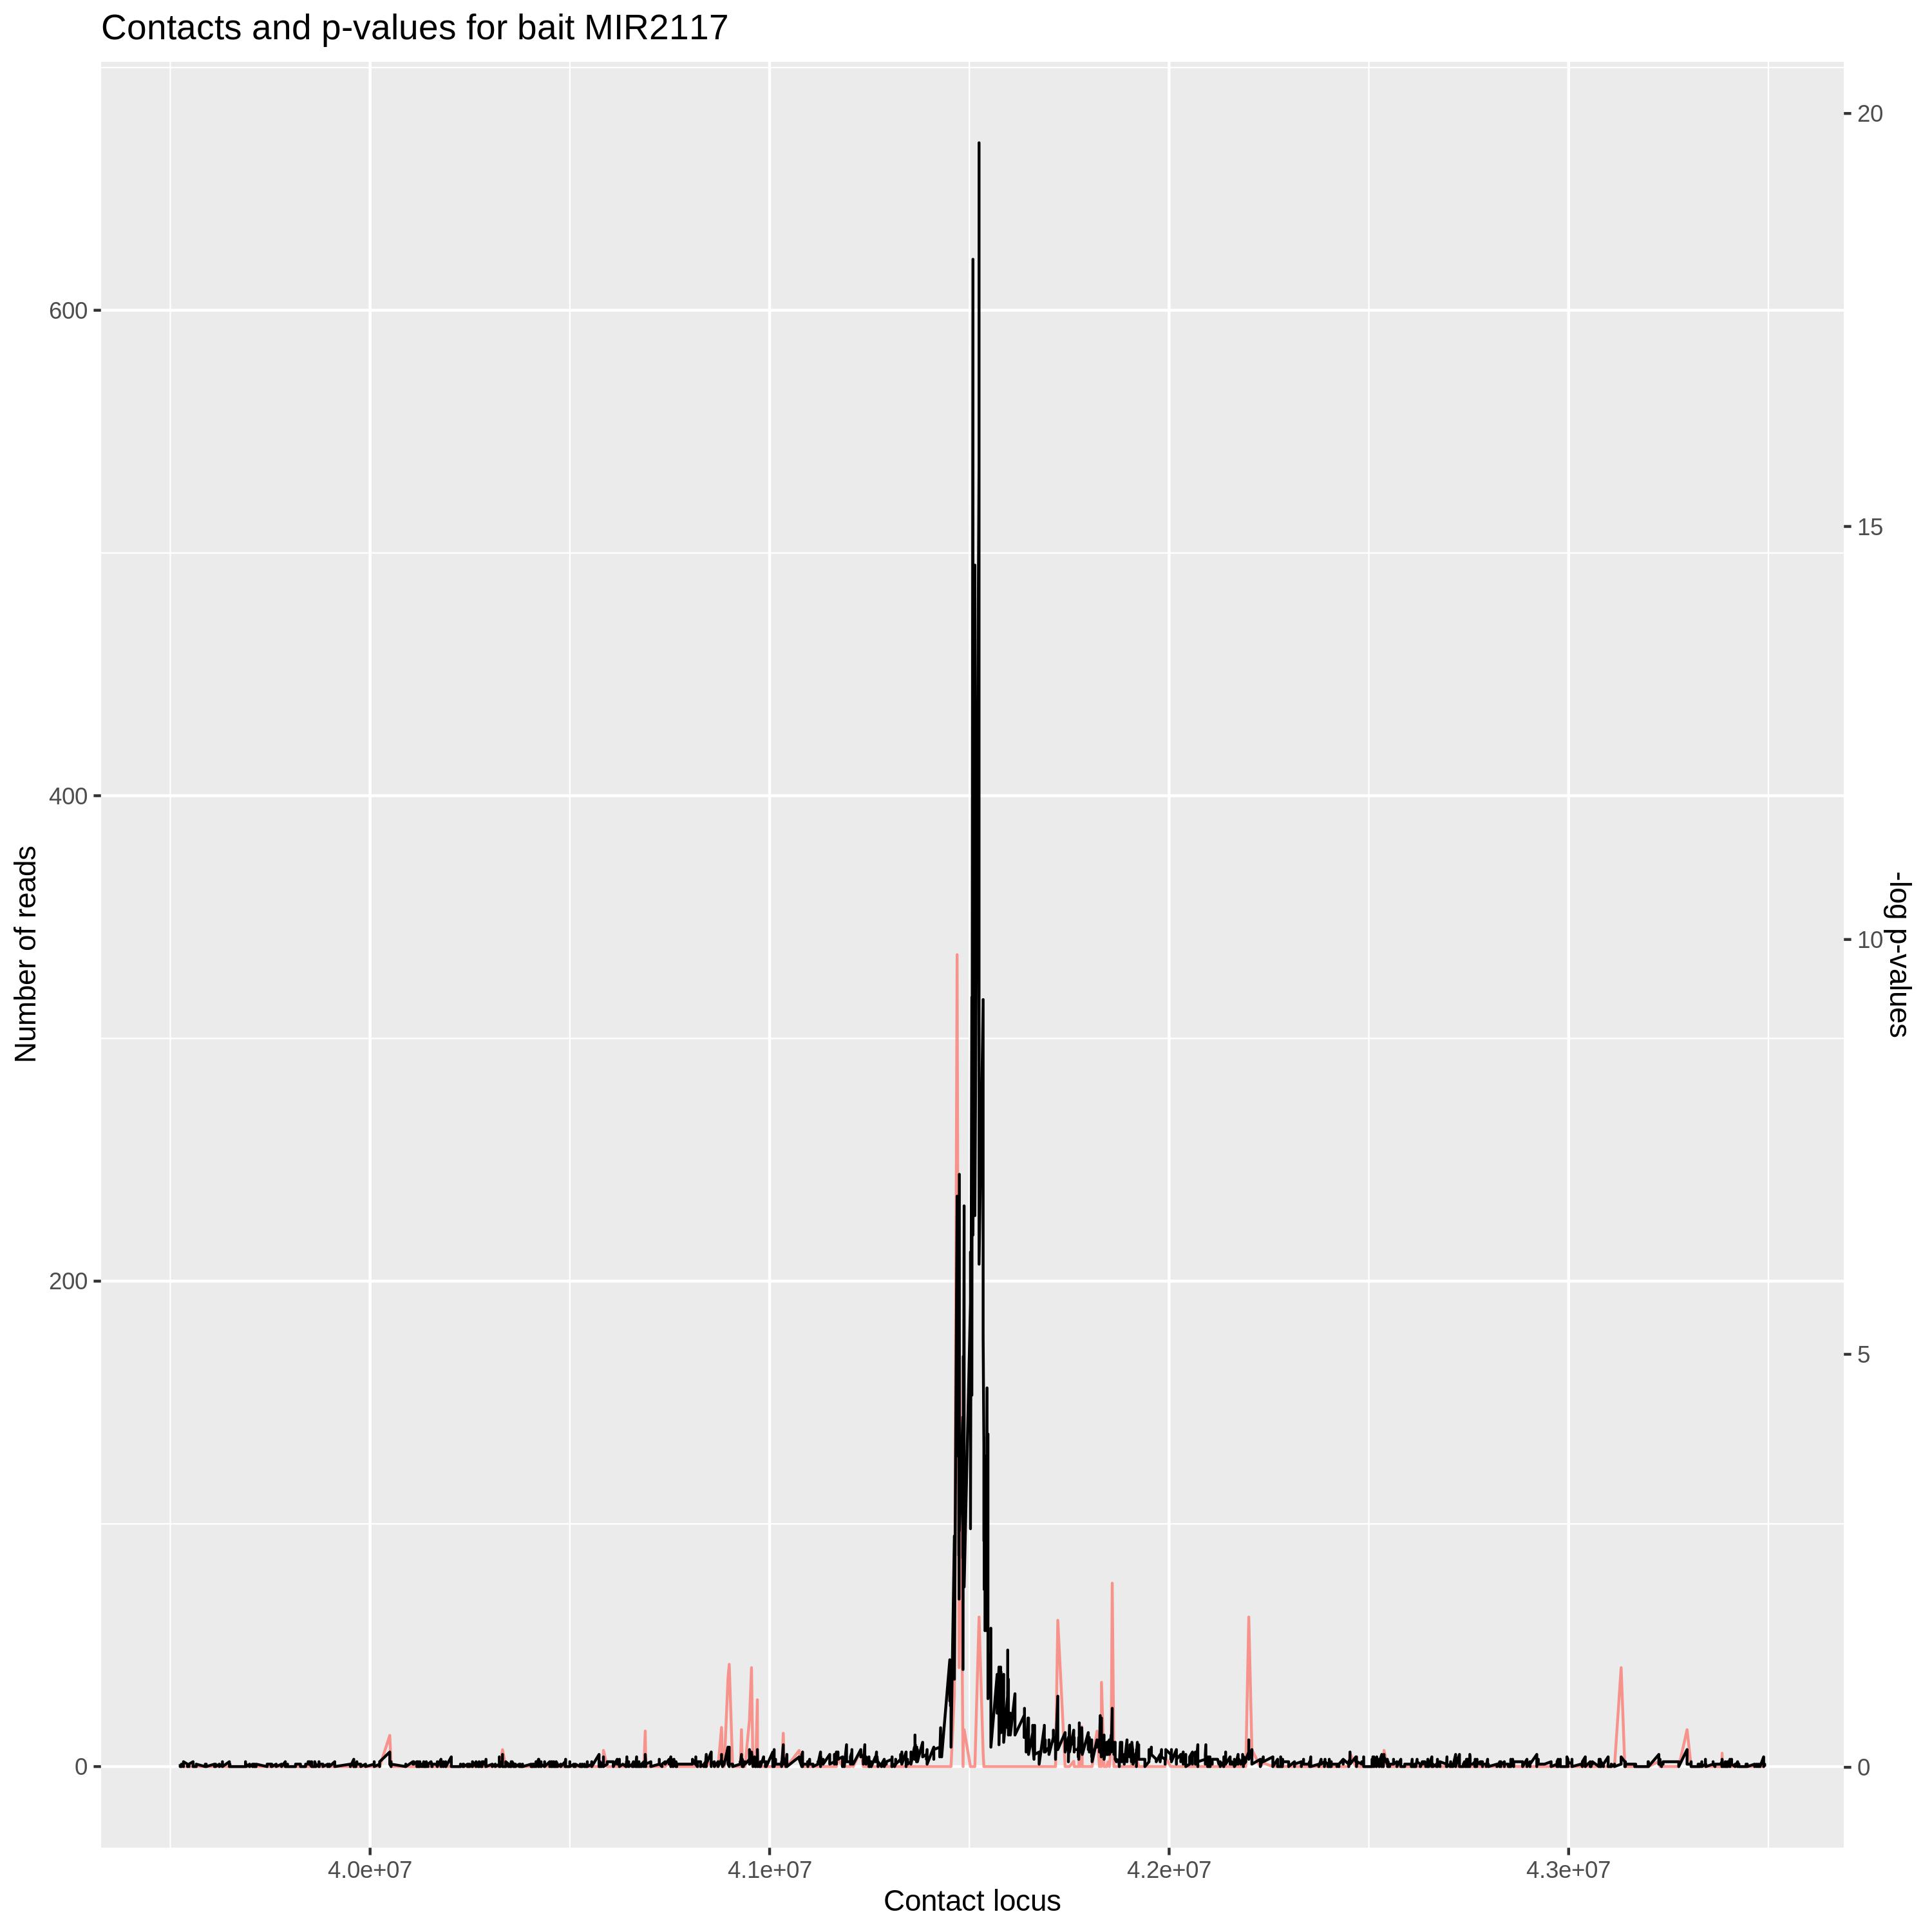 Contacts and p-values for bait MIR2117
Number of reads
600
400
200
0
20
15
10
5
0
-log p-values
4.0e+07
4.1e+07
4.2e+07
4.3e+07
Contact locus